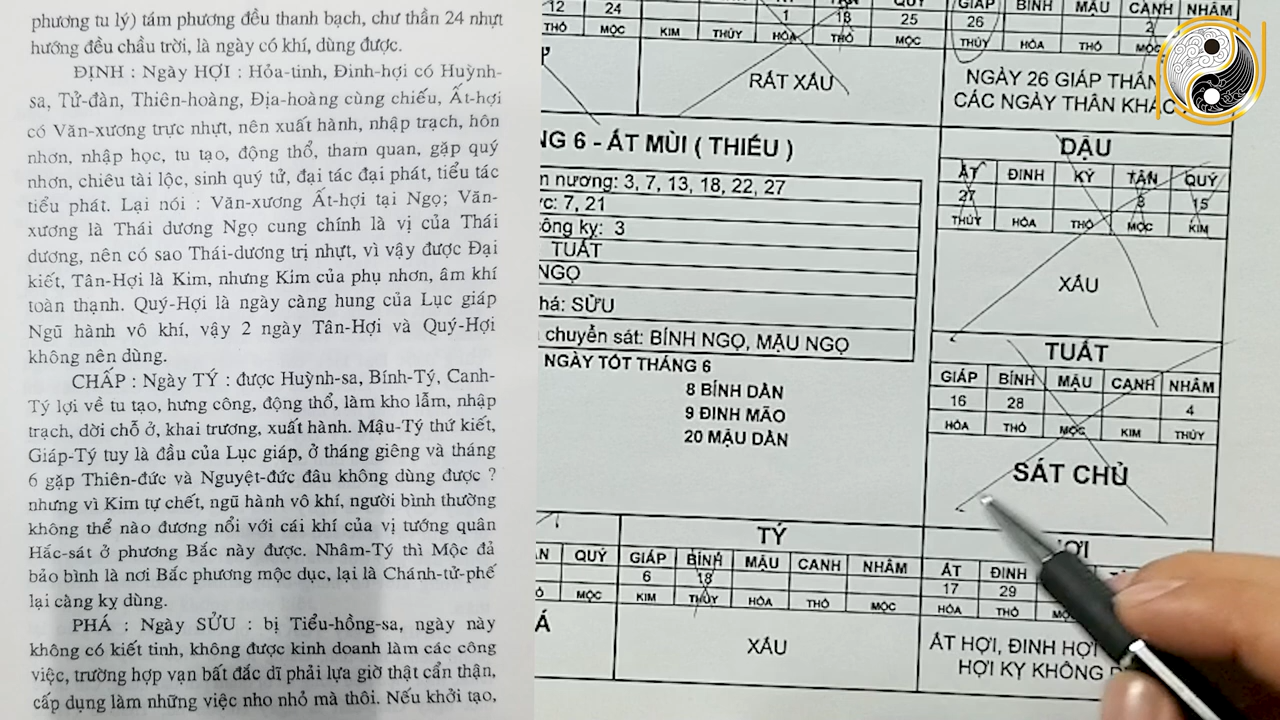 phương tu lý) tám phương đều thanh bạch, chư thần 24 nhựt
hướng đều chầu trời, là ngày có khí, dùng được.
ĐỊNH : Ngày HỢI : Hỏa-tinh, Đinh-hợi có Huỳnh-
sa, Tử-đàn, Thiên-hoàng, Địa-hoàng cùng chiếu, Ất-hợi
có Văn-xương trực nhựt, nên xuất hành, nhập trạch, hôn
nhơn, nhập học, tu tạo, động thổ, tham quan, gặp quý
nhơn, chiêu tài lộc, sinh quý tử, đại tác đại phát, tiểu tác
tiểu phát. Lại nói : Văn-xương Ất-hợi tại Ngọ; Văn-
xương là Thái dương Ngọ cung chính là vị của Thái
dương, nên có sao Thái-dương trị nhựt, vì vậy được Đại
kiết, Tân-Hợi là Kim, nhưng Kim của phụ nhơn, âm khí
toàn thạnh. Quý-Hợi là ngày càng hung của Lục giáp
Ngũ hành vô khí, vậy 2 ngày Tân-Hợi và Quý-Hợi
không nên dùng.
CHẤP : Ngày TÝ : được Huỳnh-sa, Bính-Tý, Canh-
Tý lợi về tu tạo, hưng công, động thổ, làm kho lẫm, nhập
trạch, dời chỗ ở, khai trương, xuất hành. Mậu-Tý thứ kiết,
Giáp-Tý tuy là đầu của Lục giáp, ở tháng giêng và tháng
6 gặp Thiên-đức và Nguyệt-đức đâu không dùng được ?
nhưng vì Kim tự chết, ngũ hành vô khí, người bình thường
không thể nào đương nổi với cái khí của vị tướng quân
Hắc-sát ở phương Bắc này được. Nhâm-Tý thì Mộc đả
bảo bình là nơi Bắc phương mộc dục, lại là Chánh-tử-phế
lại càng kỵ dùng.
PHÁ : Ngày SỬU : bị Tiểu-hồng-sa, ngày này
không có kiết tinh, không được kinh doanh làm các công
việc, trường hợp vạn bất đắc dĩ phải lựa giờ thật cẩn thận,
cấp dụng làm những việc nho nhỏ mà thôi. Nếu khởi tạo,
12 24 1 18 25
MỘC KIM THỦY HỎA THỔ MỘC
RẤT XẤU
GIÁP BÍNH MẬU CANH NHÂM
26 2
THỦY HỎA THỔ MỘC
NGÀY 26 GIÁP THÂN
CÁC NGÀY THÂN KHÁC
NG 6 - ẤT MÙI ( THIẾU )
m nương: 3, 7, 13, 18, 22, 27
ực: 7, 21
công kỵ: 3
TUẤT
NGỌ
há: SỬU
chuyển sát: BÍNH NGỌ, MẬU NGỌ
NGÀY TỐT THÁNG 6
8 BÍNH DẦN
9 ĐINH MÃO
20 MẬU DẦN
DẬU
ẤT ĐINH KỶ TÂN QUÝ
27 3 15
THỦY HỎA THỔ MỘC KIM
XẤU
TUẤT
GIÁP BÍNH MẬU CANH NHÂM
16 28 4
HỎA THỔ MỘC KIM THỦY
SÁT CHỦ
QUÝ
MỘC
TÝ
GIÁP BÍNH MẬU CANH NHÂM
6 18
KIM THỦY HỎA THỔ MỘC
XẤU
HỢI
ẤT ĐINH
17 29
HỎA THỔ
ẤT HỢI, ĐINH HỢI
HỢI KỴ KHÔNG